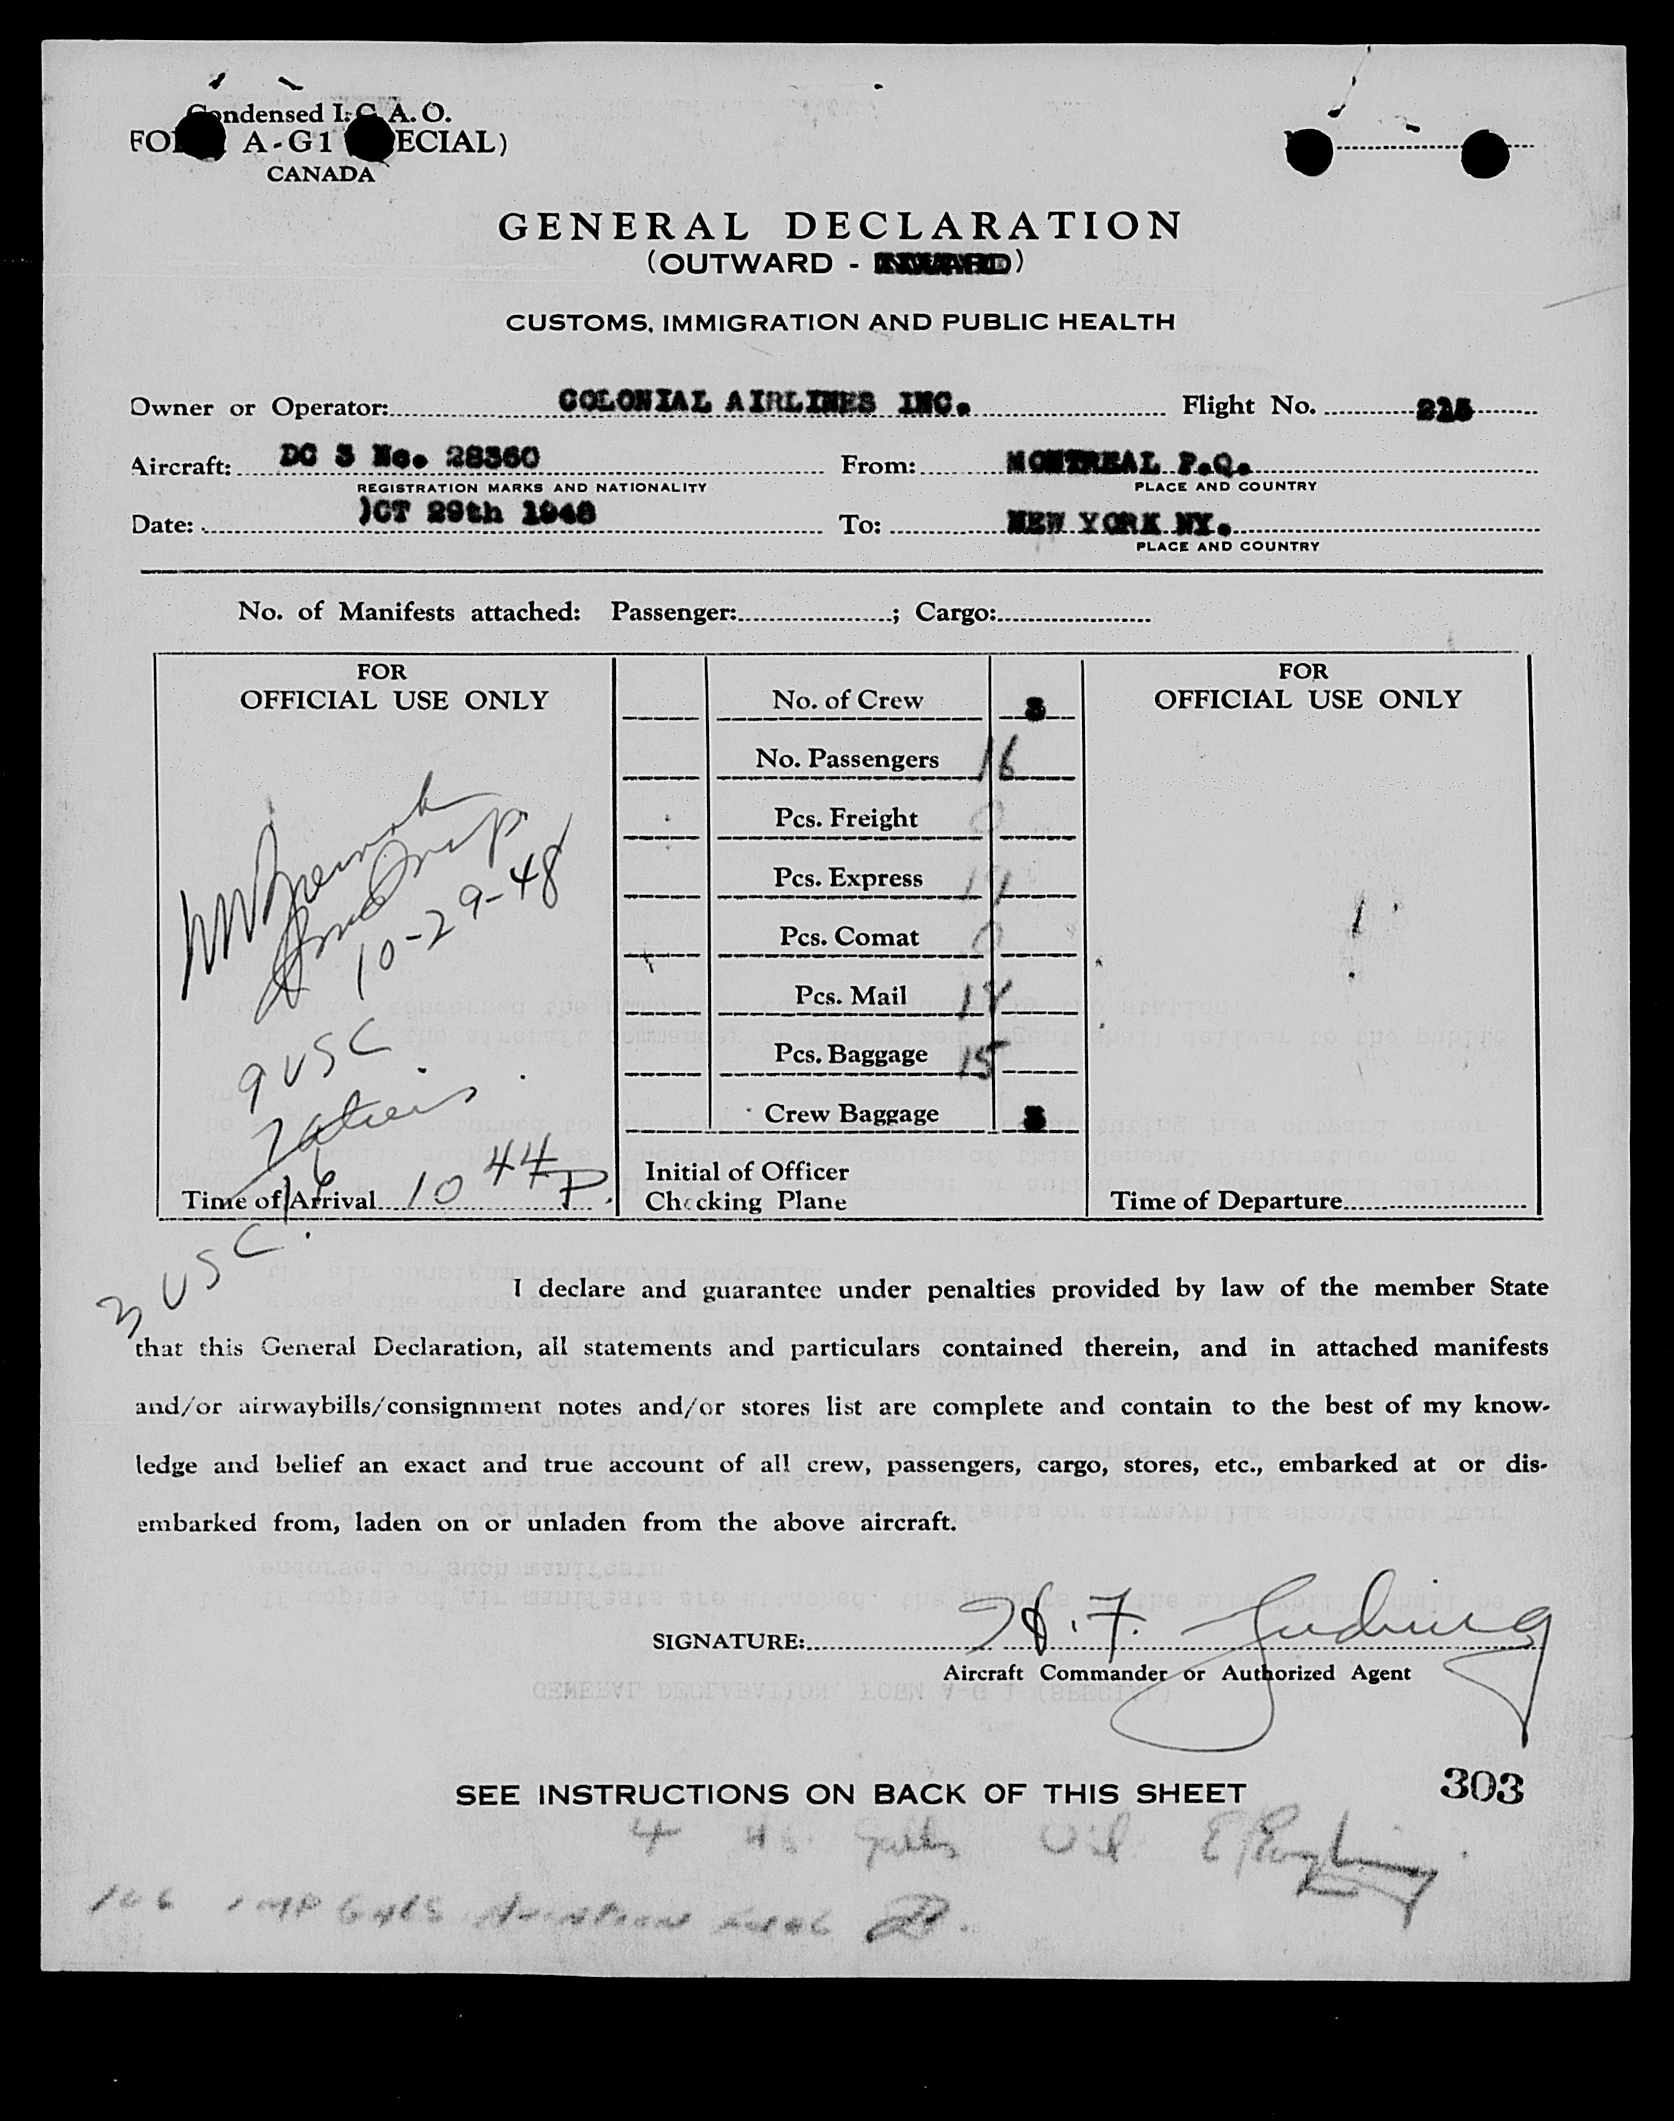 Condensed I.C.A.O.
A-G1
CANADA
GENERAL DECLARATION
(OUTWARD - INWARD)
CUSTOMS, IMMIGRATION AND PUBLIC HEALTH
Owner or Operator: COLONIAL AIRLINES INC. Flight No.
Aircraft: DC 3 No. 28360 From: MONTREAL P.Q.
REGISTRATION MARKS AND NATIONALITY PLACE AND COUNTRY
Date: OCT 29th 1948 To: NEW YORK NY.
PLACE AND COUNTRY
No. of Manifests attached: Passenger: ; Cargo:
FOR
OFFICIAL USE ONLY
10-29-48
9 USC
16
Time of Arrival 10 44 P.
3 USC.
No. of Crew 3
No. Passengers 16
Pcs. Freight 0
Pcs. Express
Pcs. Comat 0
Pcs. Mail
Pcs. Baggage 15
Crew Baggage 3
Initial of Officer
Checking Plane
FOR
OFFICIAL USE ONLY
Time of Departure
I declare and guarantee under penalties provided by law of the member State
that this General Declaration, all statements and particulars contained therein, and in attached manifests
and/or airwaybills/consignment notes and/or stores list are complete and contain to the best of my know-
ledge and belief an exact and true account of all crew, passengers, cargo, stores, etc., embarked at or dis-
embarked from, laden on or unladen from the above aircraft.
SIGNATURE: H.F.
Aircraft Commander or Authorized Agent
SEE INSTRUCTIONS ON BACK OF THIS SHEET 303
4
IMP GALS AVIATION